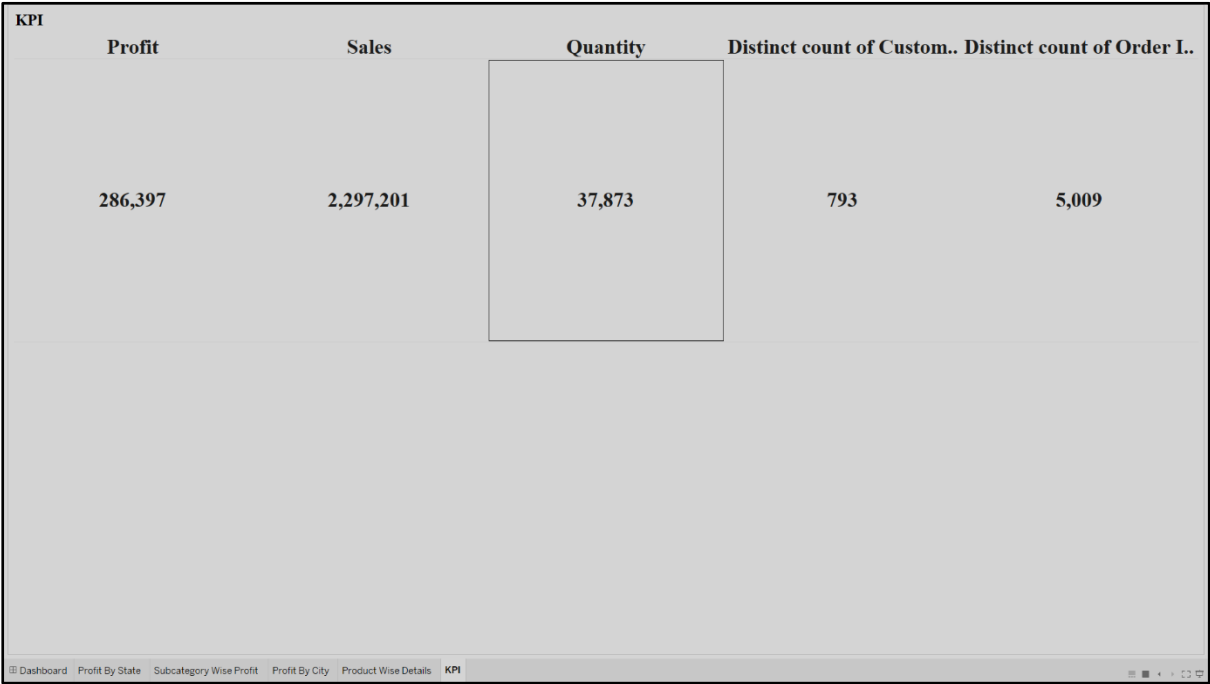 KPI
Profit Sales Quantity Distinct count of Custom.. Distinct count of Order I..
286,397 2,297,201 37,873 793 5,009
Dashboard Profit By State Subcategory Wise Profit Profit By City Product Wise Details KPI